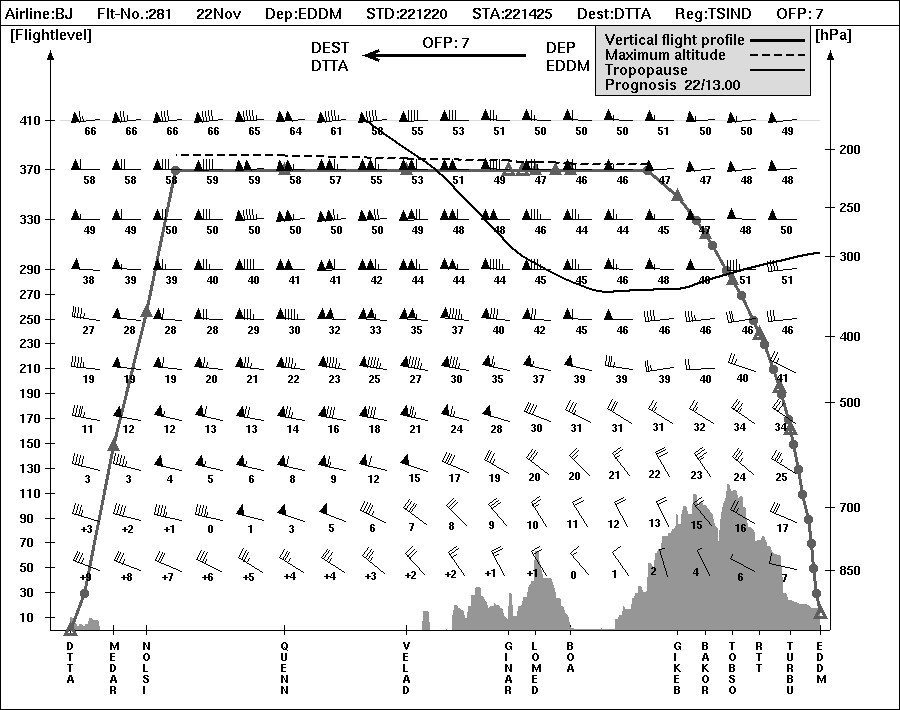 Airline:BJ Flt-No.:281 22Nov Dep:EDDM STD:221220 STA:221425 Dest:DTTA Reg:TSIND OFP: 7
[Flightlevel]
[hPa]
DEST OFP: 7 DEP
DTTA EDDM
Vertical flight profile
Maximum altitude
Tropopause
Prognosis 22/13.00
410
66 66 66 66 65 64 61 58 55 53 51 50 50 50 51 50 50 49
200
370
58 58 58 59 59 58 57 55 53 51 49 47 46 46 47 47 48 48
250
330
49 49 50 50 50 50 50 50 49 48 48 46 44 44 45 47 48 50
300
290
38 39 39 40 40 41 41 42 42 44 44 45 45 46 48 48 51 51
270
250
27 28 28 28 29 30 32 33 35 37 40 42 45 46 46 46 46 46
400
230
210
19 19 19 20 21 22 23 25 27 30 35 37 39 39 39 40 40 41
190
500
170
11 12 12 13 13 14 16 18 21 24 28 30 31 31 31 32 34 34
150
130
3 3 4 5 6 8 9 12 15 17 19 20 20 21 22 23 24 25
110
700
90
+3 +2 +1 0 1 3 5 6 7 8 9 10 11 12 13 15 16 17
70
50
+9 +8 +7 +6 +5 +4 +4 +3 +2 +2 +1 +1 0 1 2 4 6 7
850
30
10
DTTA
MEDAR
NOLSI
QUENN
VELAD
GINAR
LOMED
BOA
GIKEB
BAKOR
TOBSO
RTT
TURBU
EDDM